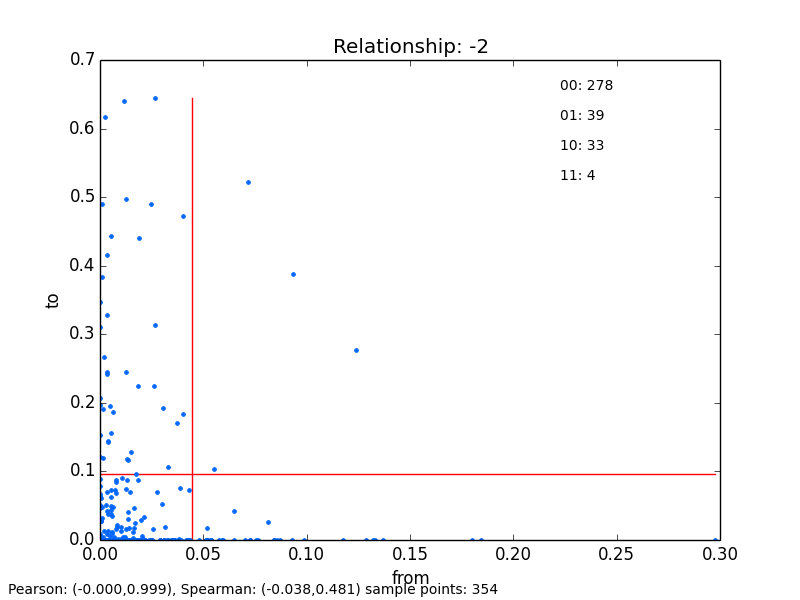 Relationship: -2
0.7
0.6
0.5
0.4
0.3
0.2
0.1
0.0
to
00: 278
01: 39
10: 33
11: 4
0.00 0.05 0.10 0.15 0.20 0.25 0.30
from
Pearson: (-0.000,0.999), Spearman: (-0.038,0.481) sample points: 354